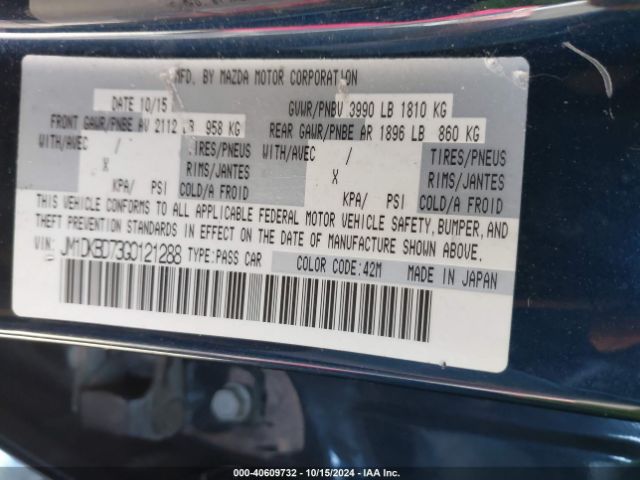 MFD. BY MAZDA MOTOR CORPORATION
DATE 10/15 GVWR/PNBV 3990 LB 1810 KG
FRONT GAWR/PNBE AV 2112 LB 958 KG REAR GAWR/PNBE AR 1896 LB 860 KG
WITH/AVEC / TIRES/PNEUS WITH/AVEC / TIRES/PNEUS
X RIMS/JANTES X RIMS/JANTES
KPA/ PSI COLD/A FROID KPA/ PSI COLD/A FROID
THIS VEHICLE CONFORMS TO ALL APPLICABLE FEDERAL MOTOR VEHICLE SAFETY, BUMPER, AND
THEFT PREVENTION STANDARDS IN EFFECT ON THE DATE OF MANUFACTURE SHOWN ABOVE.
VIN: JM1DKBD73G0121288 TYPE:PASS CAR COLOR CODE:42M MADE IN JAPAN
000-40609732 - 10/15/2024 - IAA Inc.